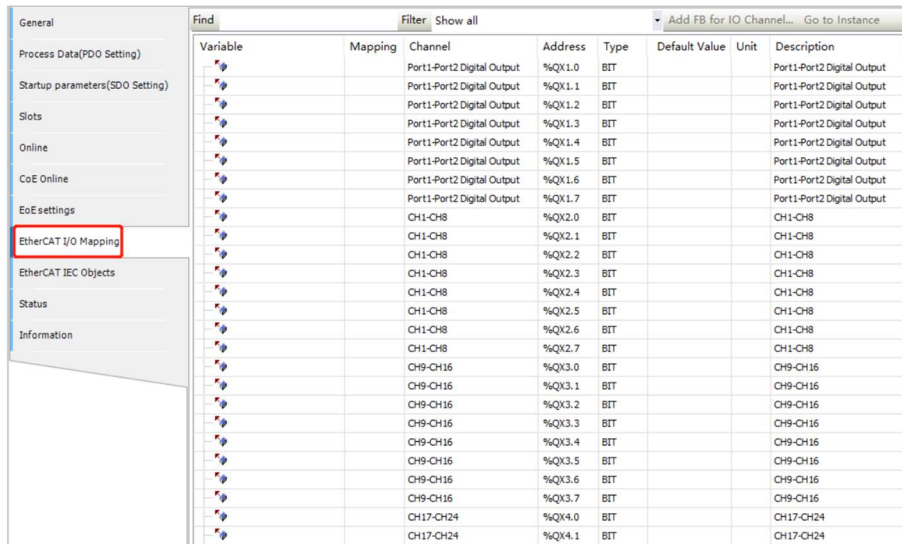 General
Process Data(PDO Setting)
Startup parameters(SDO Setting)
Slots
Online
CoE Online
EoE settings
EtherCAT I/O Mapping
EtherCAT IEC Objects
Status
Information
Find Filter Show all Add FB for IO Channel... Go to Instance
Variable Mapping Channel Address Type Default Value Unit Description
Port1-Port2 Digital Output %QX1.0 BIT Port1-Port2 Digital Output
Port1-Port2 Digital Output %QX1.1 BIT Port1-Port2 Digital Output
Port1-Port2 Digital Output %QX1.2 BIT Port1-Port2 Digital Output
Port1-Port2 Digital Output %QX1.3 BIT Port1-Port2 Digital Output
Port1-Port2 Digital Output %QX1.4 BIT Port1-Port2 Digital Output
Port1-Port2 Digital Output %QX1.5 BIT Port1-Port2 Digital Output
Port1-Port2 Digital Output %QX1.6 BIT Port1-Port2 Digital Output
Port1-Port2 Digital Output %QX1.7 BIT Port1-Port2 Digital Output
CH1-CH8 %QX2.0 BIT CH1-CH8
CH1-CH8 %QX2.1 BIT CH1-CH8
CH1-CH8 %QX2.2 BIT CH1-CH8
CH1-CH8 %QX2.3 BIT CH1-CH8
CH1-CH8 %QX2.4 BIT CH1-CH8
CH1-CH8 %QX2.5 BIT CH1-CH8
CH1-CH8 %QX2.6 BIT CH1-CH8
CH1-CH8 %QX2.7 BIT CH1-CH8
CH9-CH16 %QX3.0 BIT CH9-CH16
CH9-CH16 %QX3.1 BIT CH9-CH16
CH9-CH16 %QX3.2 BIT CH9-CH16
CH9-CH16 %QX3.3 BIT CH9-CH16
CH9-CH16 %QX3.4 BIT CH9-CH16
CH9-CH16 %QX3.5 BIT CH9-CH16
CH9-CH16 %QX3.6 BIT CH9-CH16
CH9-CH16 %QX3.7 BIT CH9-CH16
CH17-CH24 %QX4.0 BIT CH17-CH24
CH17-CH24 %QX4.1 BIT CH17-CH24